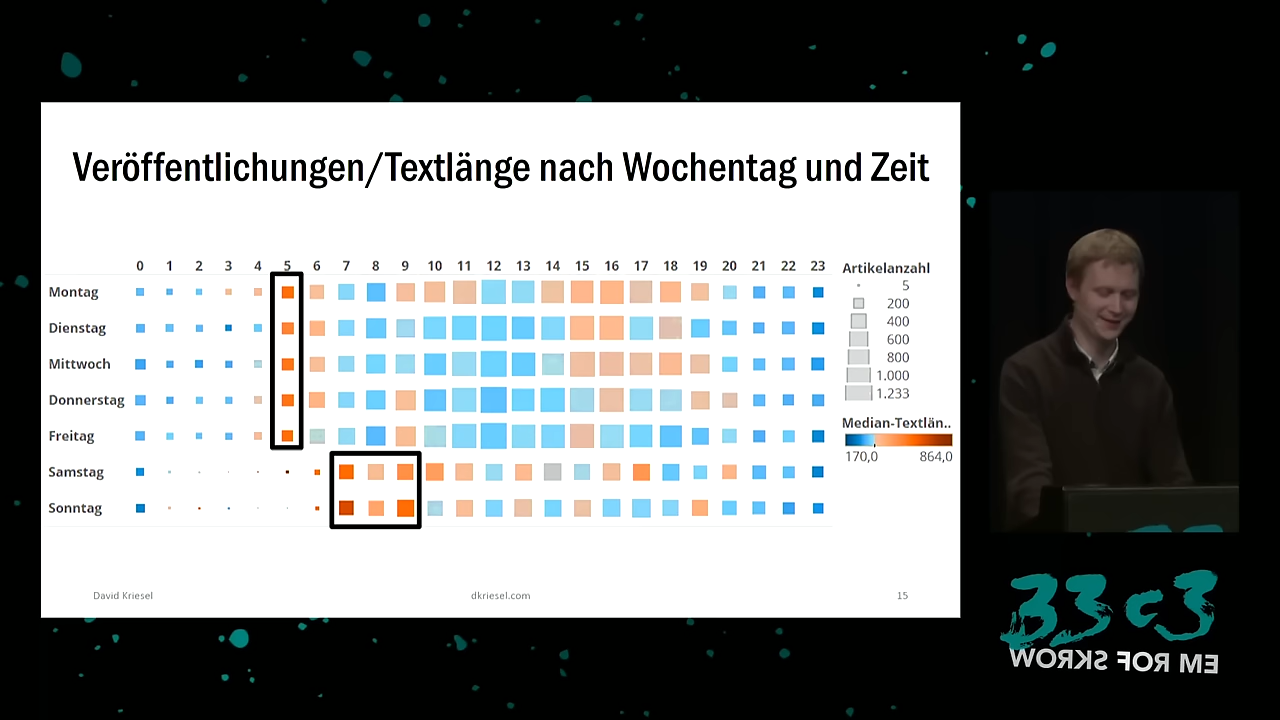 Veröffentlichungen/Textlänge nach Wochentag und Zeit
0 1 2 3 4 5 6 7 8 9 10 11 12 13 14 15 16 17 18 19 20 21 22 23
Montag
Dienstag
Mittwoch
Donnerstag
Freitag
Samstag
Sonntag
Artikelanzahl
5
200
400
600
800
1.000
1.233
Median-Textlän..
170,0 864,0
David Kriesel dkriesel.com 15
33c3
WORKS FOR ME